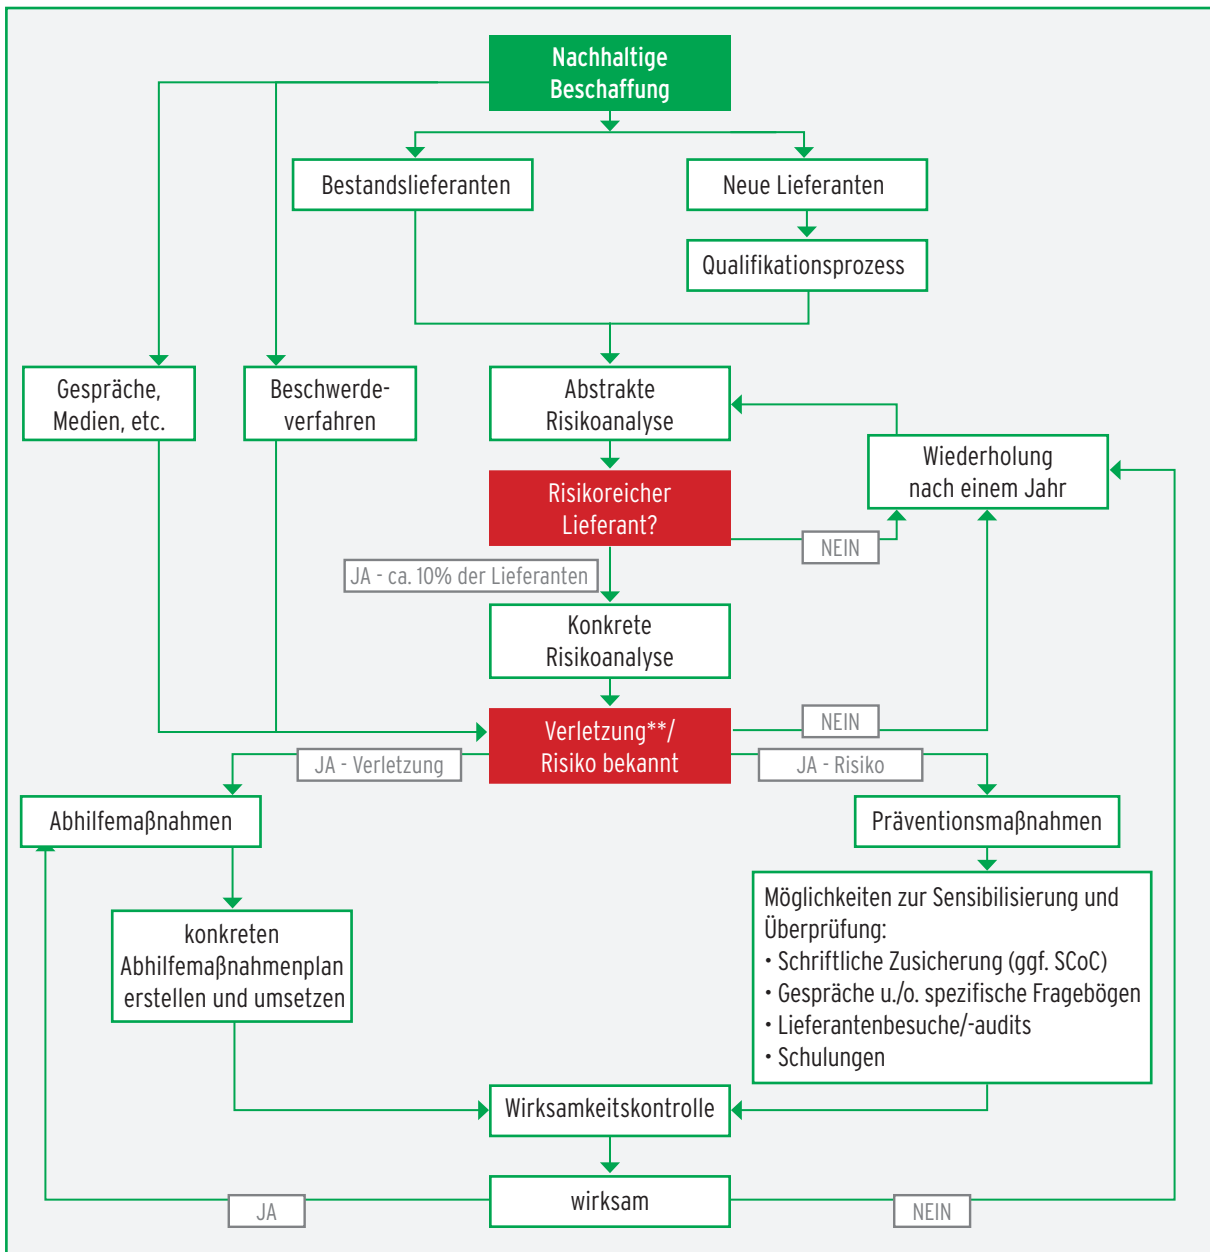 Nachhaltige
Beschaffung
Bestandslieferanten
Neue Lieferanten
Qualifikationsprozess
Gespräche,
Medien, etc.
Beschwerde-
verfahren
Abstrakte
Risikoanalyse
Wiederholung
nach einem Jahr
Risikoreicher
Lieferant?
NEIN
JA - ca. 10% der Lieferanten
Konkrete
Risikoanalyse
Verletzung**/
Risiko bekannt
NEIN
JA - Verletzung
JA - Risiko
Abhilfemaßnahmen
Präventionsmaßnahmen
konkreten
Abhilfemaßnahmenplan
erstellen und umsetzen
Möglichkeiten zur Sensibilisierung und
Überprüfung:
• Schriftliche Zusicherung (ggf. SCoC)
• Gespräche u./o. spezifische Fragebögen
• Lieferantenbesuche/-audits
• Schulungen
Wirksamkeitskontrolle
wirksam
JA
NEIN